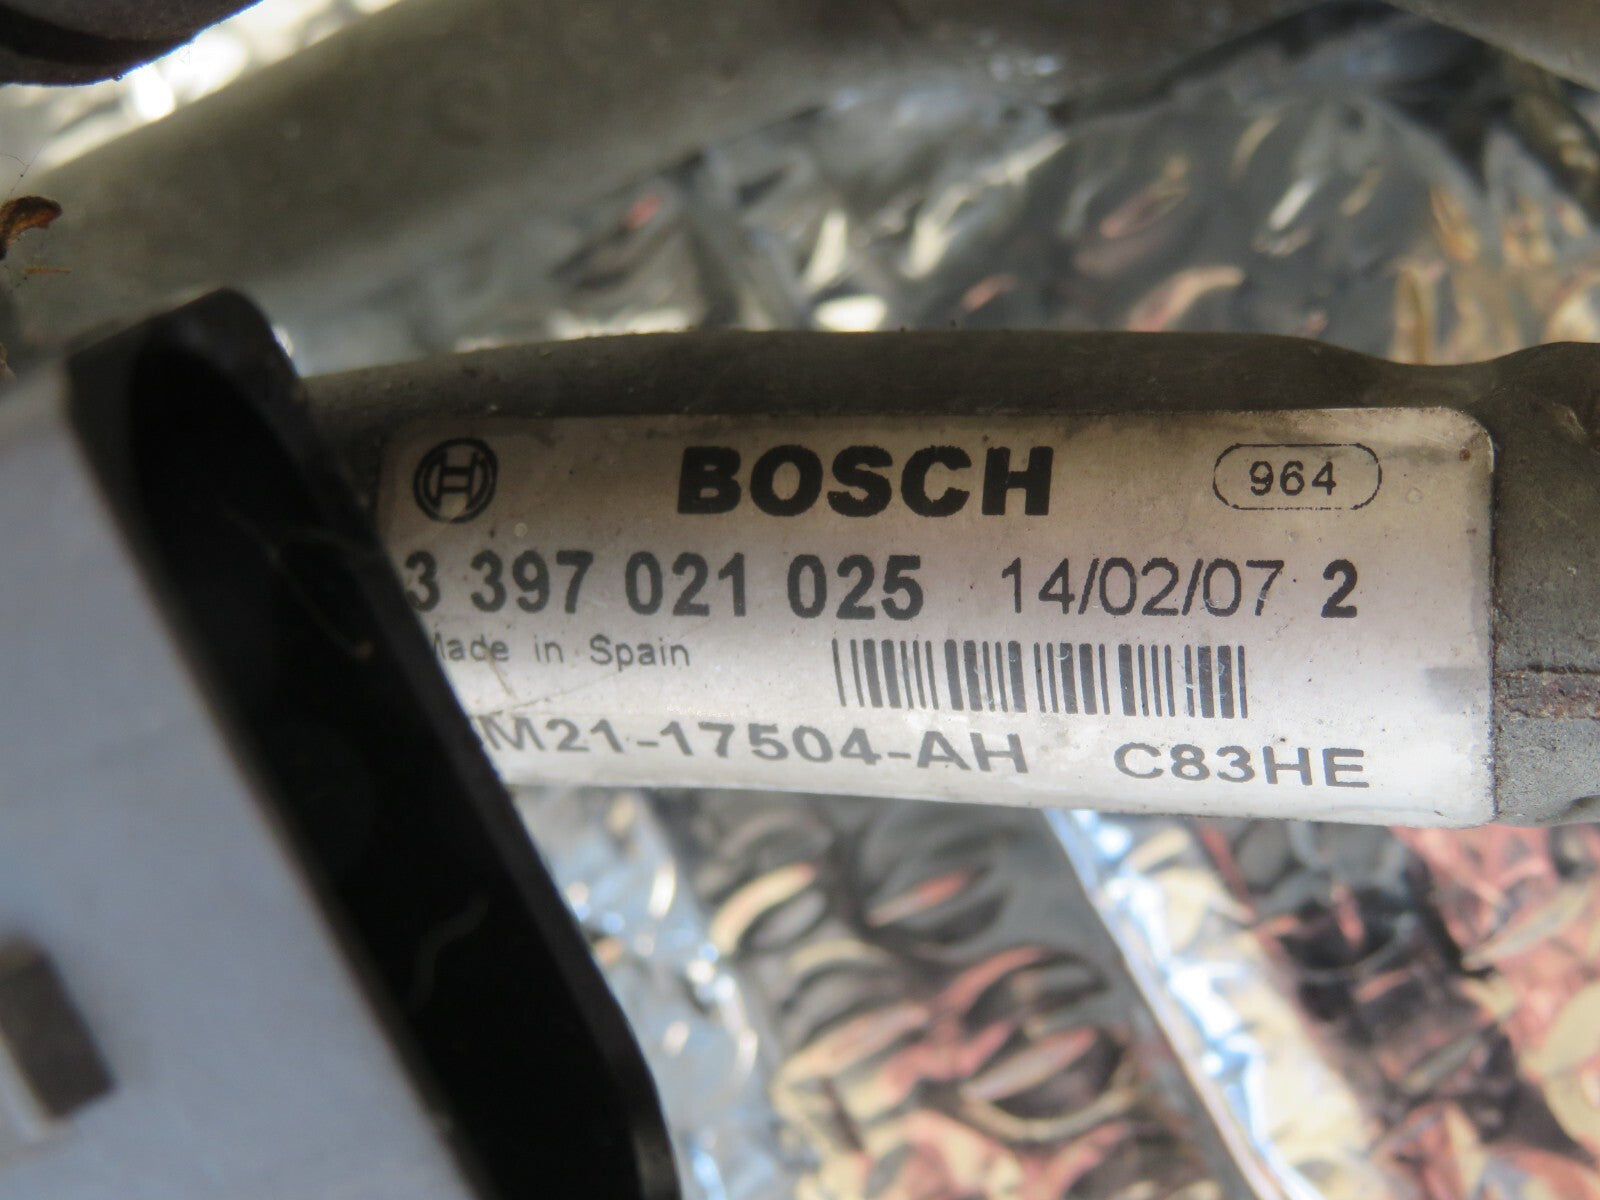 BOSCH 964
3 397 021 025 14/02/07 2
Made in Spain
M21-17504-AH C83HE